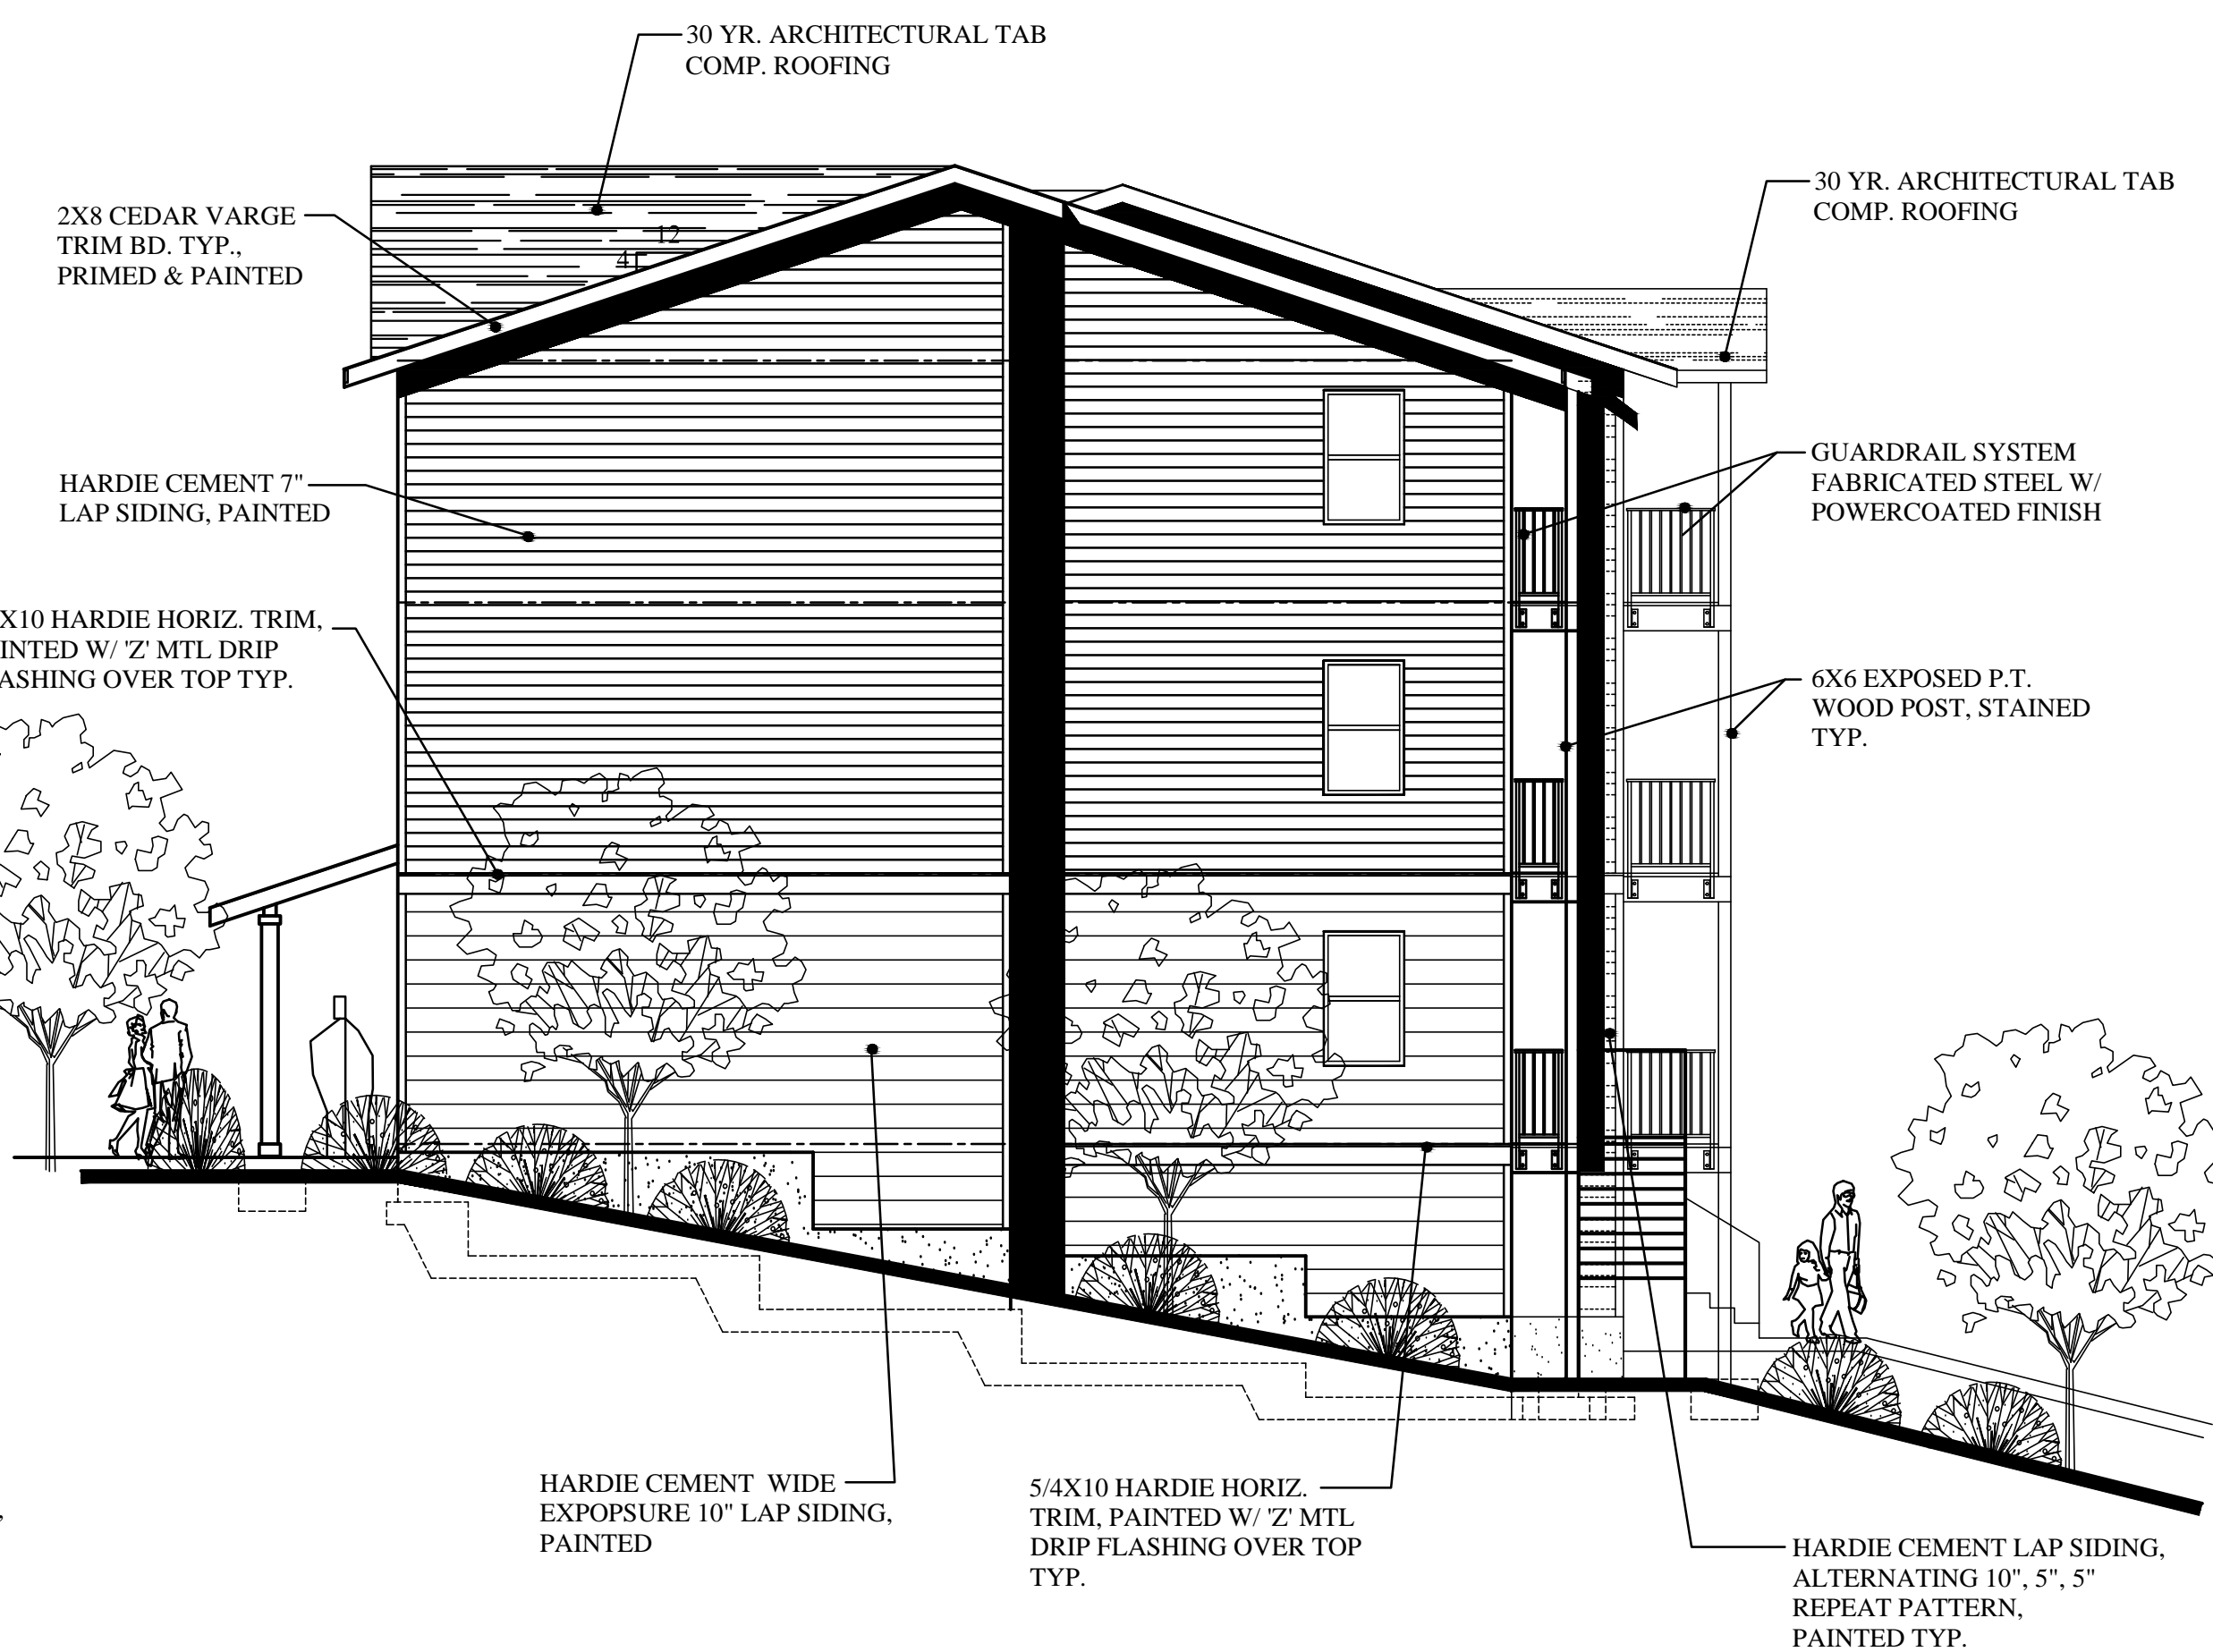 30 YR. ARCHITECTURAL TAB
COMP. ROOFING
2X8 CEDAR VARGE
TRIM BD. TYP.,
PRIMED & PAINTED
12
4
30 YR. ARCHITECTURAL TAB
COMP. ROOFING
HARDIE CEMENT 7"
LAP SIDING, PAINTED
GUARDRAIL SYSTEM
FABRICATED STEEL W/
POWERCOATED FINISH
X10 HARDIE HORIZ. TRIM,
INTED W/ 'Z' MTL DRIP
ASHING OVER TOP TYP.
6X6 EXPOSED P.T.
WOOD POST, STAINED
TYP.
HARDIE CEMENT WIDE
EXPOPSURE 10" LAP SIDING,
PAINTED
5/4X10 HARDIE HORIZ.
TRIM, PAINTED W/ 'Z' MTL
DRIP FLASHING OVER TOP
TYP.
HARDIE CEMENT LAP SIDING,
ALTERNATING 10", 5", 5"
REPEAT PATTERN,
PAINTED TYP.